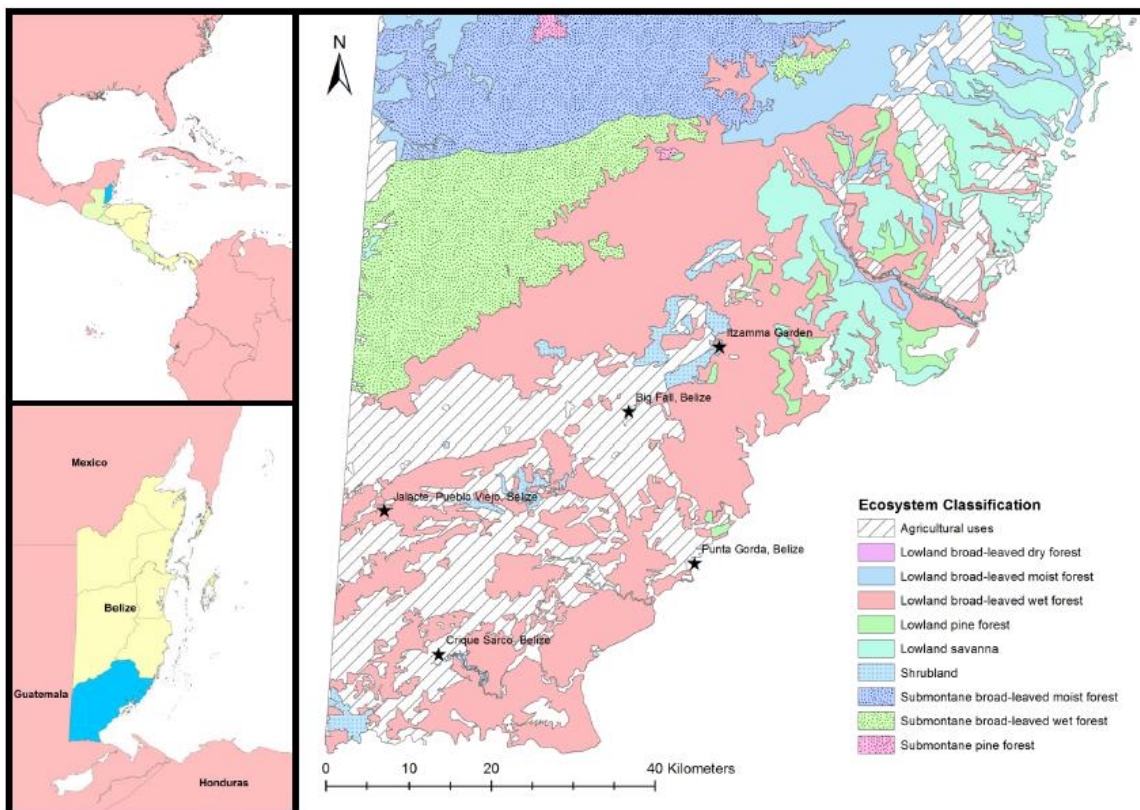 N
Itzamma Garden
Big Fall, Belize
Jalacte, Pueblo Viejo, Belize
Punta Gorda, Belize
Crique Sarco, Belize
Mexico
Belize
Guatemala
Honduras
Ecosystem Classification
Agricultural uses
Lowland broad-leaved dry forest
Lowland broad-leaved moist forest
Lowland broad-leaved wet forest
Lowland pine forest
Lowland savanna
Shrubland
Submontane broad-leaved moist forest
Submontane broad-leaved wet forest
Submontane pine forest
0 10 20 40 Kilometers